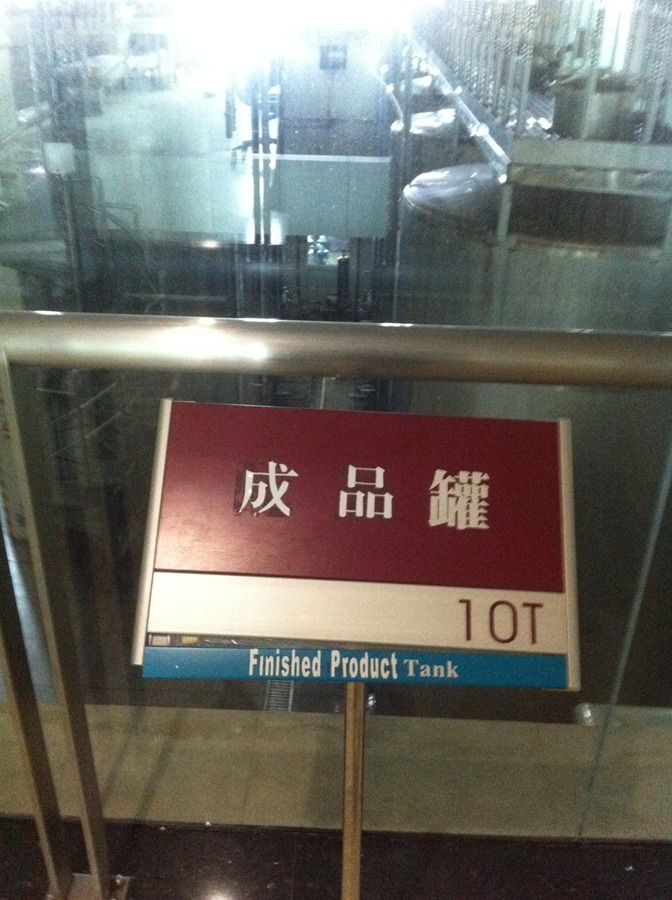 成品罐
10T
Finished Product Tank